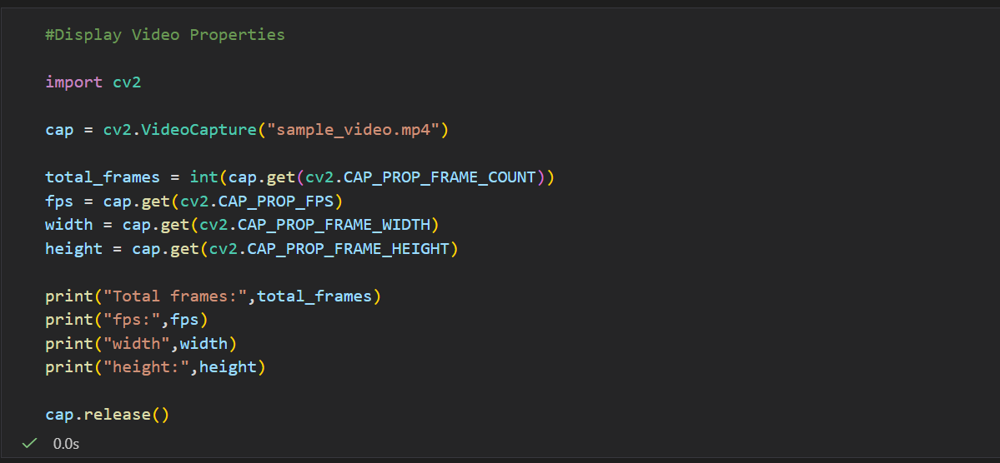 #Display Video Properties
import cv2
cap = cv2.VideoCapture("sample_video.mp4")
total_frames = int(cap.get(cv2.CAP_PROP_FRAME_COUNT))
fps = cap.get(cv2.CAP_PROP_FPS)
width = cap.get(cv2.CAP_PROP_FRAME_WIDTH)
height = cap.get(cv2.CAP_PROP_FRAME_HEIGHT)
print("Total frames:",total_frames)
print("fps:",fps)
print("width",width)
print("height:",height)
cap.release()
0.0s